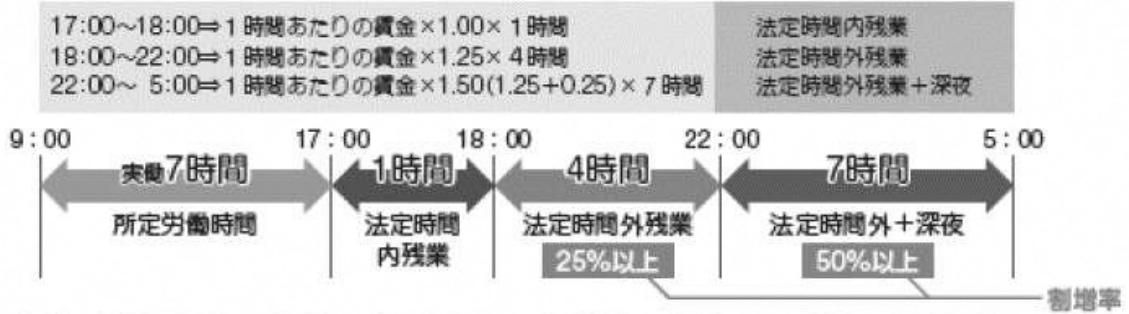 17:00～18:00⇒1時間あたりの賃金×1.00×1時間 法定時間内残業
18:00～22:00⇒1時間あたりの賃金×1.25×4時間 法定時間外残業
22:00～ 5:00⇒1時間あたりの賃金×1.50(1.25+0.25)×7時間 法定時間外残業+深夜
9:00 17:00 18:00 22:00 5:00
実働7時間 1時間 4時間 7時間
所定労働時間 法定時間 法定時間外残業 法定時間外+深夜
内残業 25%以上 50%以上
割増率